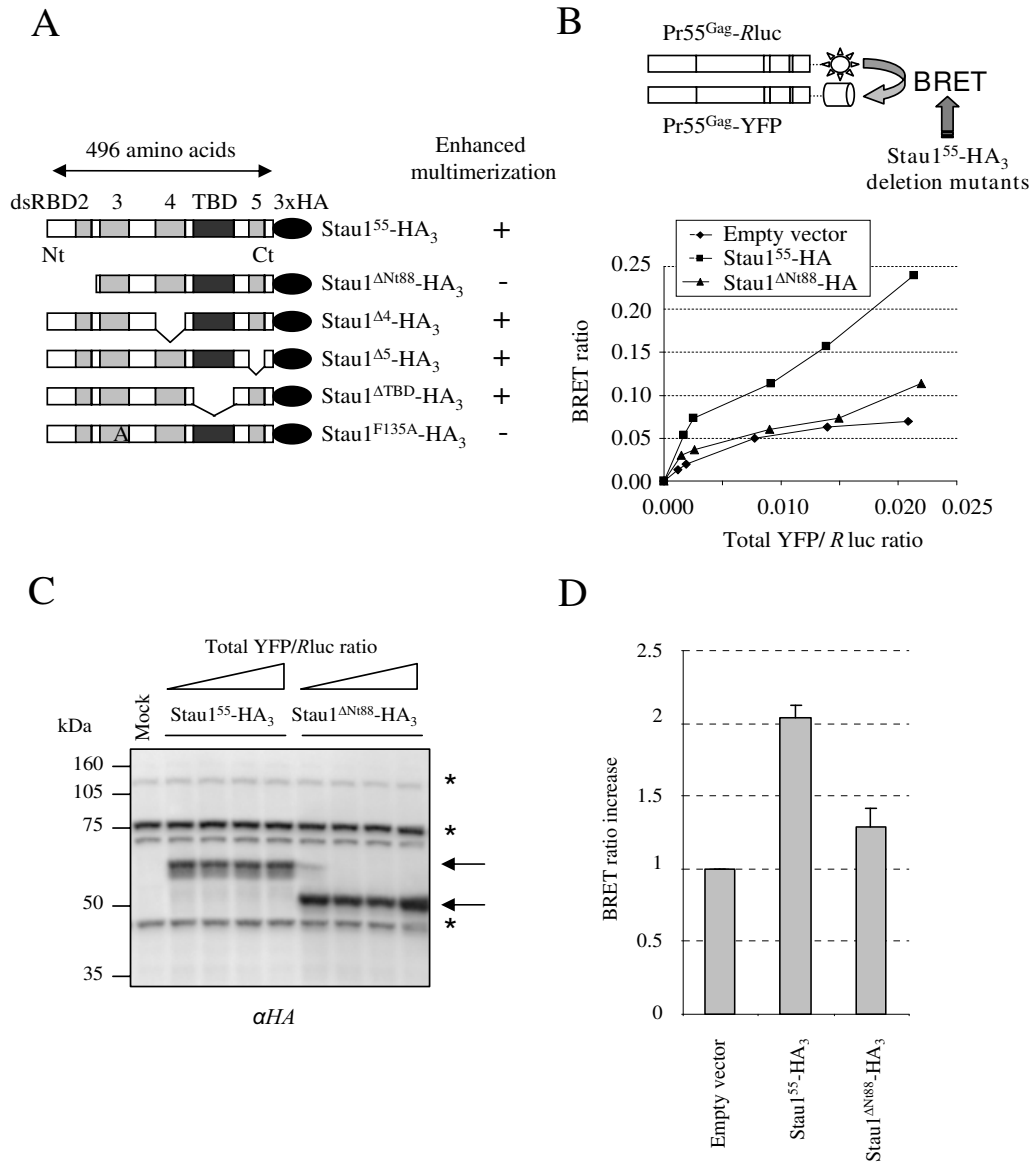 A
496 amino acids
Enhanced
multimerization
dsRBD2 3 4 TBD 5 3xHA
Stau1⁵⁵-HA₃ +
Nt Ct
Stau1^ΔNt88-HA₃ -
Stau1^Δ4-HA₃ +
Stau1^Δ5-HA₃ +
Stau1^ΔTBD-HA₃ +
A Stau1^F135A-HA₃ -
B
Pr55^Gag-Rluc
BRET
Pr55^Gag-YFP
Stau1⁵⁵-HA₃
deletion mutants
Empty vector
Stau1⁵⁵-HA
Stau1^ΔNt88-HA
BRET ratio
0.25
0.20
0.15
0.10
0.05
0.00
0.000 0.010 0.020 0.025
Total YFP/ R luc ratio
C
Total YFP/Rluc ratio
kDa
Mock
Stau1⁵⁵-HA₃ Stau1^ΔNt88-HA₃
160
105
75
50
35
*
*
*
αHA
D
BRET ratio increase
2.5
2
1.5
1
0.5
0
Empty vector
Stau1⁵⁵-HA₃
Stau1^ΔNt88-HA₃